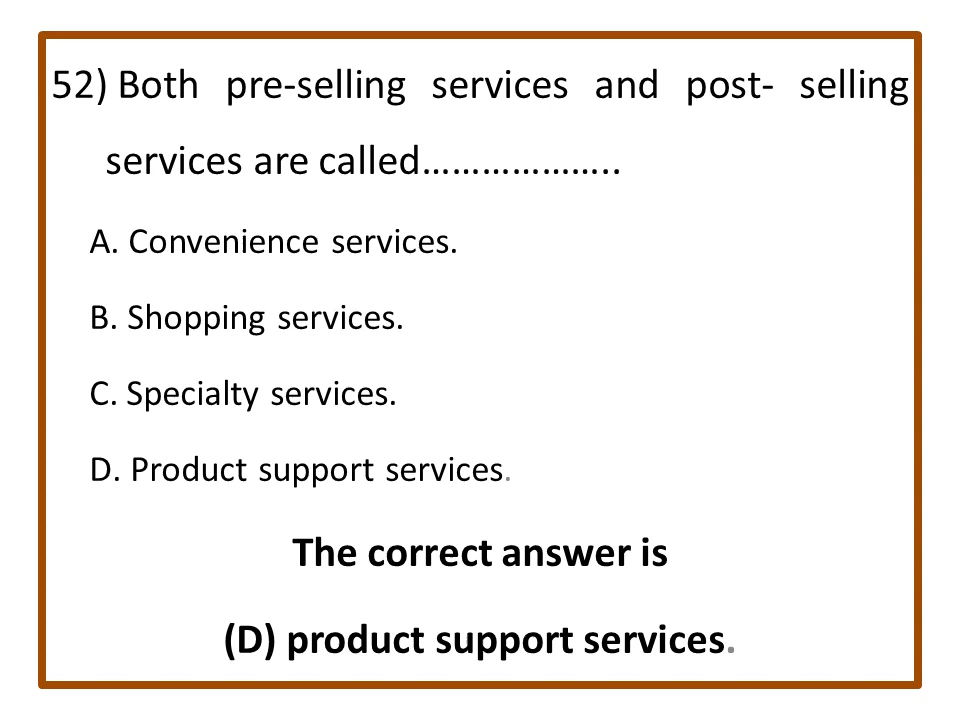 52) Both pre-selling services and post- selling
services are called………………..
A. Convenience services.
B. Shopping services.
C. Specialty services.
D. Product support services.
The correct answer is
(D) product support services.